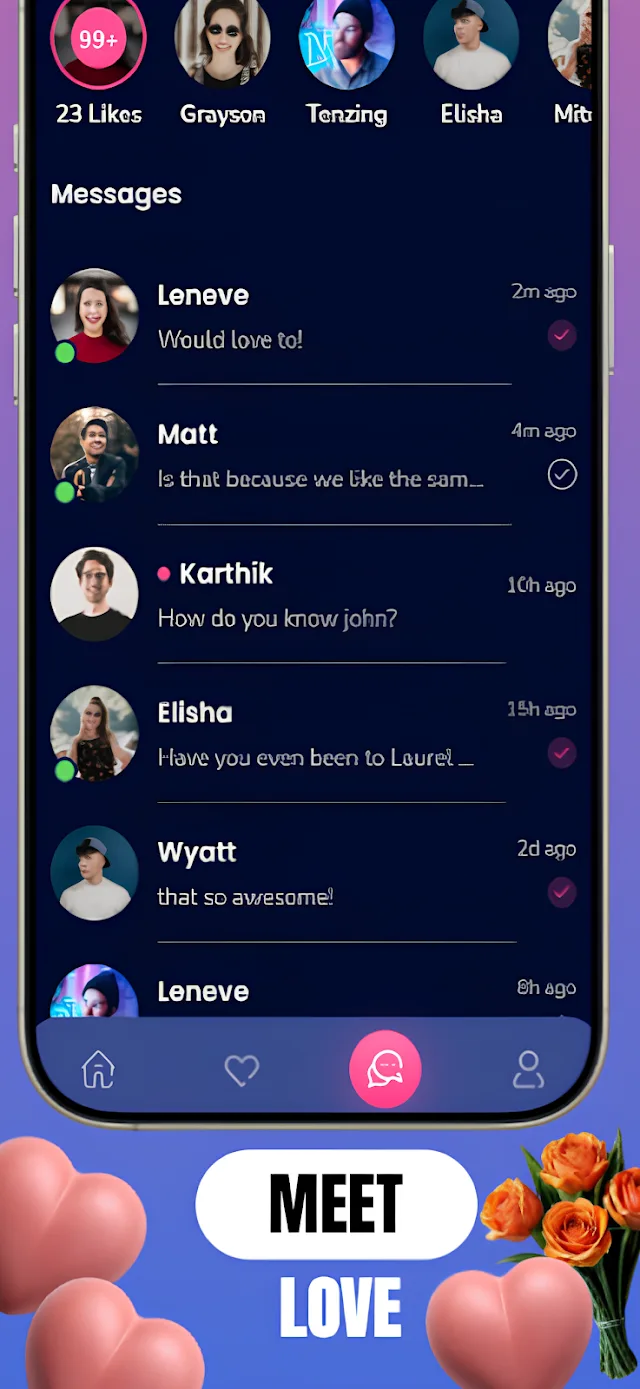 99+
23 Likes
Grayson
Tenzing
Elisha
Mit
Messages
Leneve
2m ago
Would love to!
Matt
4m ago
Is that because we like the sam...
Karthik
10h ago
How do you know john?
Elisha
15h ago
Have you even been to Laurel ...
Wyatt
2d ago
that so awesome!
Leneve
8h ago
MEET
LOVE